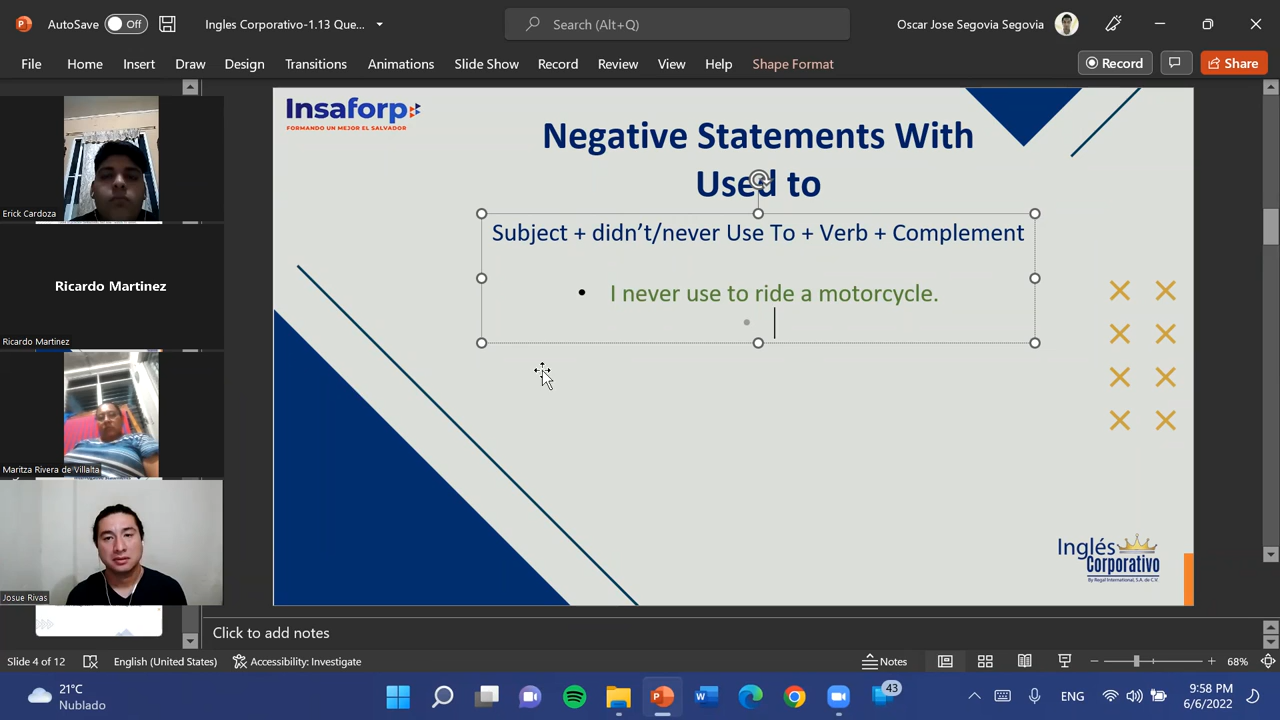 AutoSave Off Ingles Corporativo-1.13 Que... Search (Alt+Q) Oscar Jose Segovia Segovia
File Home Insert Draw Design Transitions Animations Slide Show Record Review View Help Shape Format Record Share
Erick Cardoza
Ricardo Martinez
Ricardo Martinez
Maritza Rivera de Villalta
Josue Rivas
Insaforp
FORMANDO UN MEJOR EL SALVADOR
Negative Statements With
Used to
Subject + didn't/never Use To + Verb + Complement
• I never use to ride a motorcycle.
Inglés
Corporativo
By Regal International, S.A. de C.V.
Click to add notes
Slide 4 of 12 English (United States) Accessibility: Investigate Notes 68%
21°C
Nublado
43
ENG
9:58 PM
6/6/2022